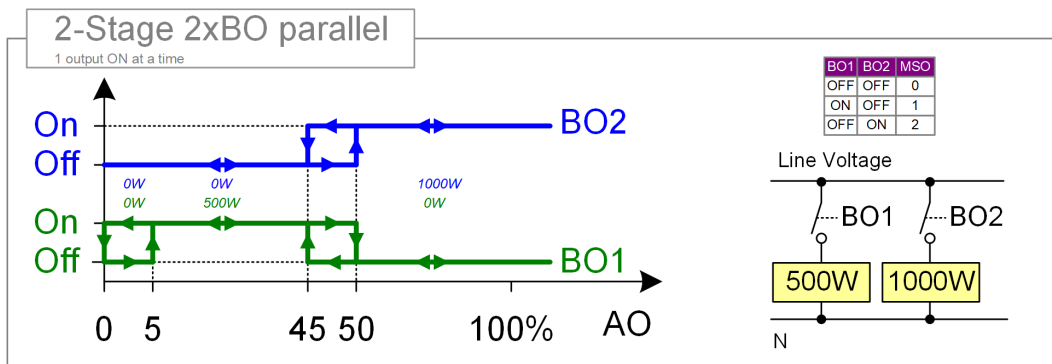 2-Stage 2xBO parallel
1 output ON at a time
BO1 BO2 MSO
OFF OFF 0
ON OFF 1
OFF ON 2
On
Off
BO2
0W 0W 1000W
0W 500W 0W
On
Off
BO1
0 5 45 50 100% AO
Line Voltage
BO1 BO2
500W 1000W
N